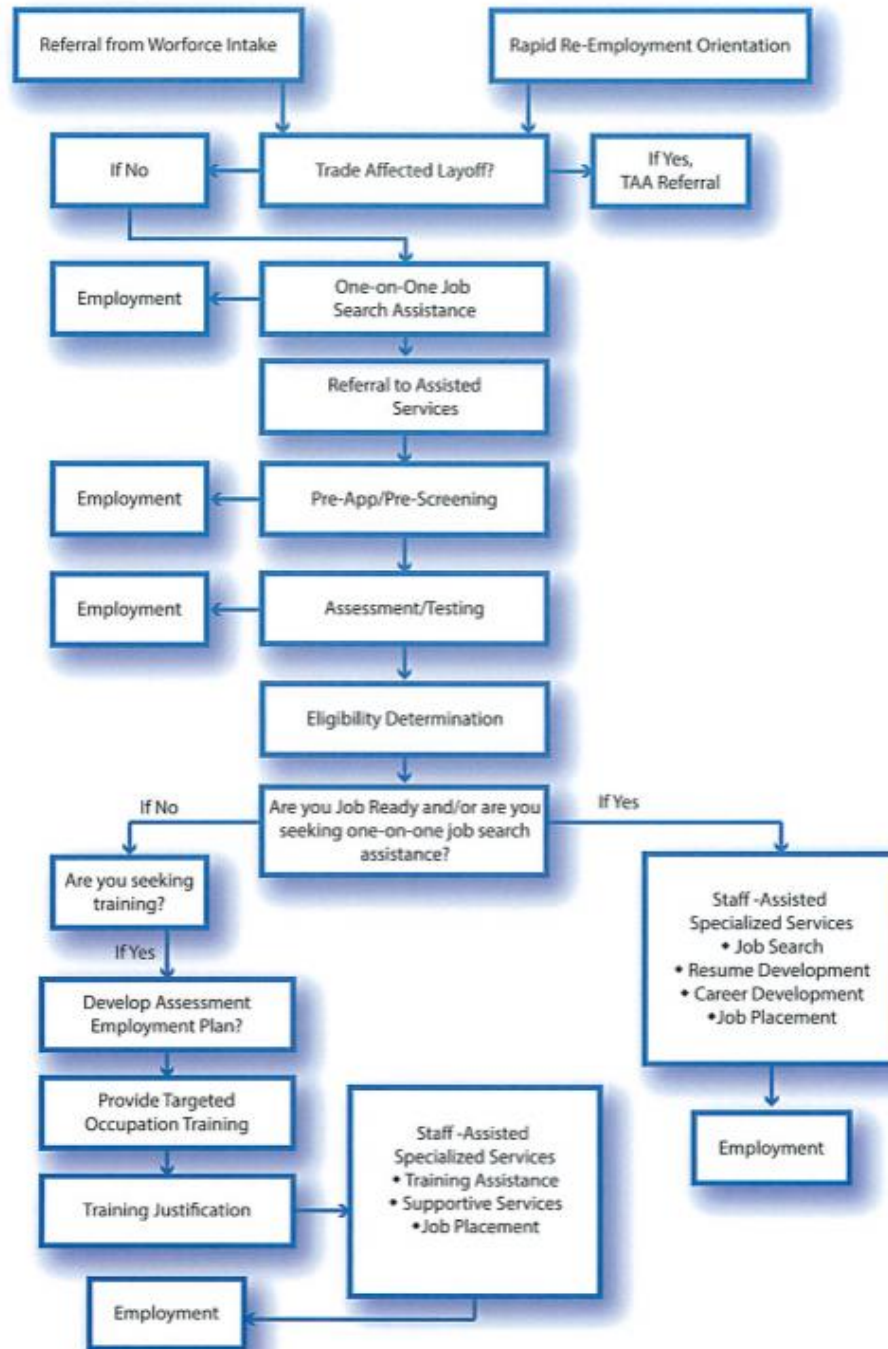 Referral from Worforce Intake
Rapid Re-Employment Orientation
If No
Trade Affected Layoff?
If Yes,
TAA Referral
Employment
One-on-One Job
Search Assistance
Referral to Assisted
Services
Employment
Pre-App/Pre-Screening
Employment
Assessment/Testing
Eligibility Determination
If No
Are you Job Ready and/or are you
seeking one-on-one job search
assistance?
If Yes
Are you seeking
training?
If Yes
Develop Assessment
Employment Plan?
Provide Targeted
Occupation Training
Training Justification
Staff -Assisted
Specialized Services
• Training Assistance
• Supportive Services
•Job Placement
Employment
Staff -Assisted
Specialized Services
• Job Search
• Resume Development
• Career Development
•Job Placement
Employment